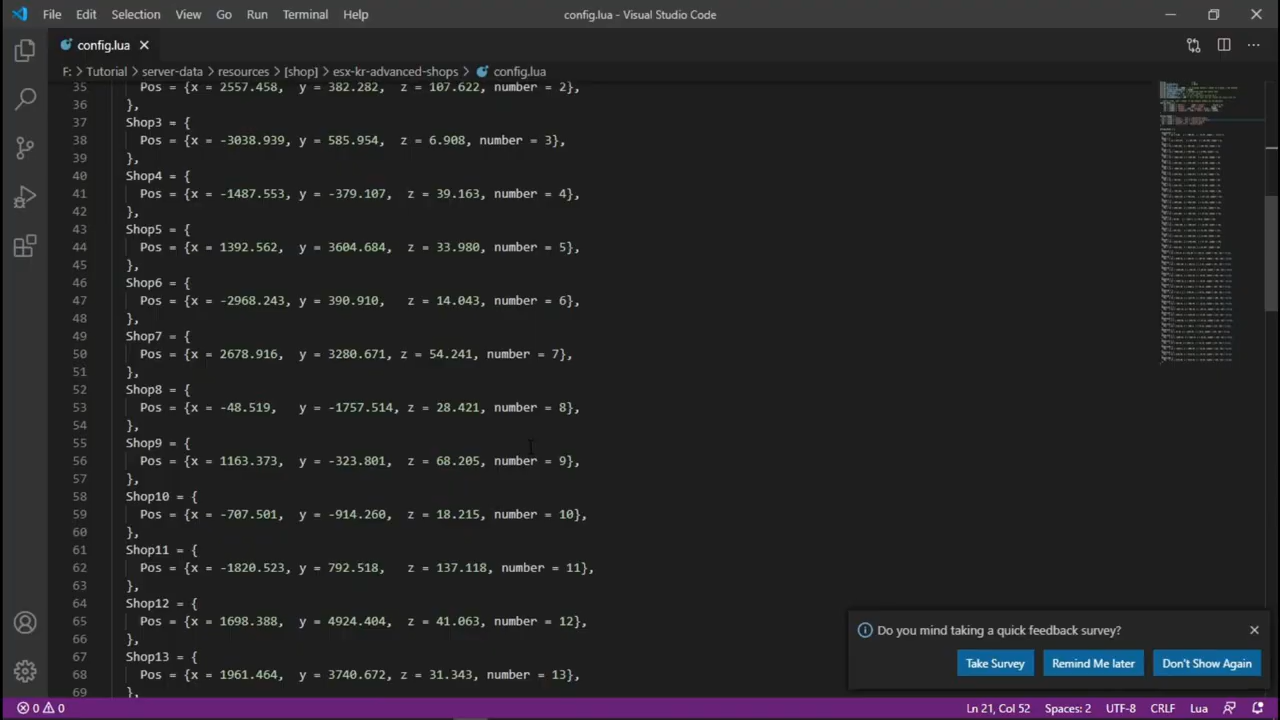 File Edit Selection View Go Run Terminal Help config.lua - Visual Studio Code
config.lua
F: > Tutorial > server-data > resources > [shop] > esx-kr-advanced-shops > config.lua
35 Pos = {x = 2557.458, y = 382.282, z = 107.622, number = 2},
36 },
37 Shop3 = {
38 Pos = {x = -3038.939, y = 585.954, z = 6.908, number = 3},
39 },
40 Shop4 = {
41 Pos = {x = -1487.553, y = -379.107, z = 39.163, number = 4},
42 },
43 Shop5 = {
44 Pos = {x = 1392.562, y = 3604.684, z = 33.980, number = 5},
45 },
46 Shop6 = {
47 Pos = {x = -2968.243, y = 390.910, z = 14.043, number = 6},
48 },
49 Shop7 = {
50 Pos = {x = 2678.916, y = 3280.671, z = 54.241, number = 7},
51 },
52 Shop8 = {
53 Pos = {x = -48.519, y = -1757.514, z = 28.421, number = 8},
54 },
55 Shop9 = {
56 Pos = {x = 1163.373, y = -323.801, z = 68.205, number = 9},
57 },
58 Shop10 = {
59 Pos = {x = -707.501, y = -914.260, z = 18.215, number = 10},
60 },
61 Shop11 = {
62 Pos = {x = -1820.523, y = 792.518, z = 137.118, number = 11},
63 },
64 Shop12 = {
65 Pos = {x = 1698.388, y = 4924.404, z = 41.063, number = 12},
66 },
67 Shop13 = {
68 Pos = {x = 1961.464, y = 3740.672, z = 31.343, number = 13},
69 },
Do you mind taking a quick feedback survey?
Take Survey Remind Me later Don't Show Again
0 0 Ln 21, Col 52 Spaces: 2 UTF-8 CRLF Lua